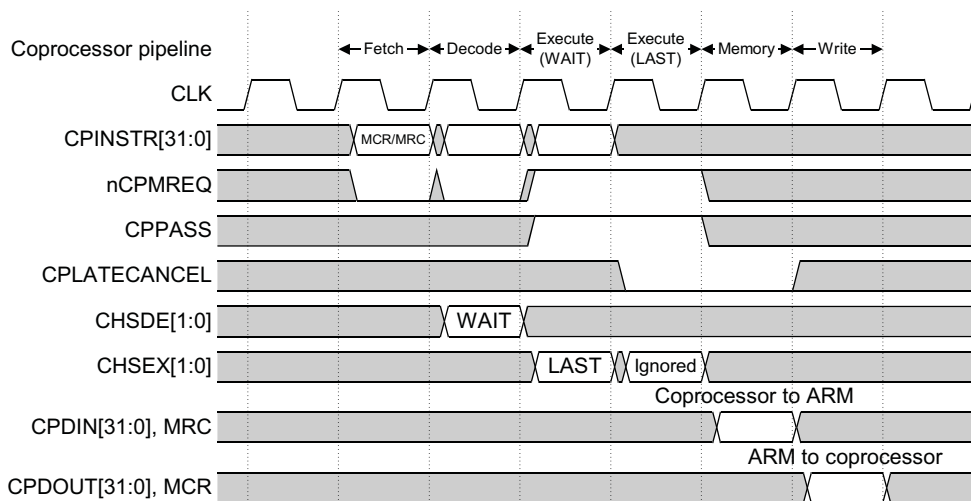 Coprocessor pipeline
Fetch Decode Execute (WAIT) Execute (LAST) Memory Write
CLK
CPINSTR[31:0] MCR/MRC
nCPMREQ
CPPASS
CPLATECANCEL
CHSDE[1:0] WAIT
CHSEX[1:0] LAST Ignored
Coprocessor to ARM
CPDIN[31:0], MRC
ARM to coprocessor
CPDOUT[31:0], MCR